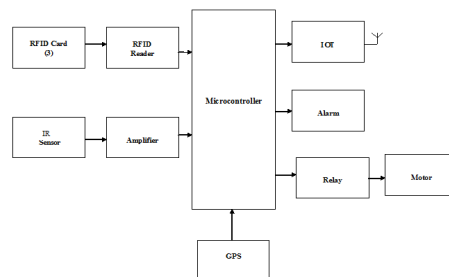 RFID Card
(3)
RFID
Reader
Microcontroller
IOT
IR
Sensor
Amplifier
Alarm
Relay
Motor
GPS